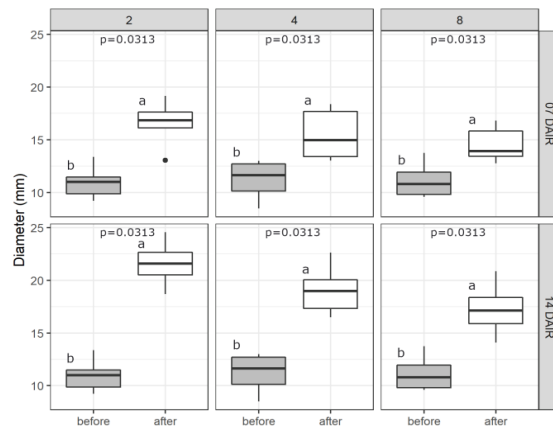 2 4 8
p=0.0313 p=0.0313 p=0.0313
25
20
15
10
a a a
b b b
07 DAIR
Diameter (mm)
p=0.0313 p=0.0313 p=0.0313
25
20
15
10
a a a
b b b
14 DAIR
before after before after before after